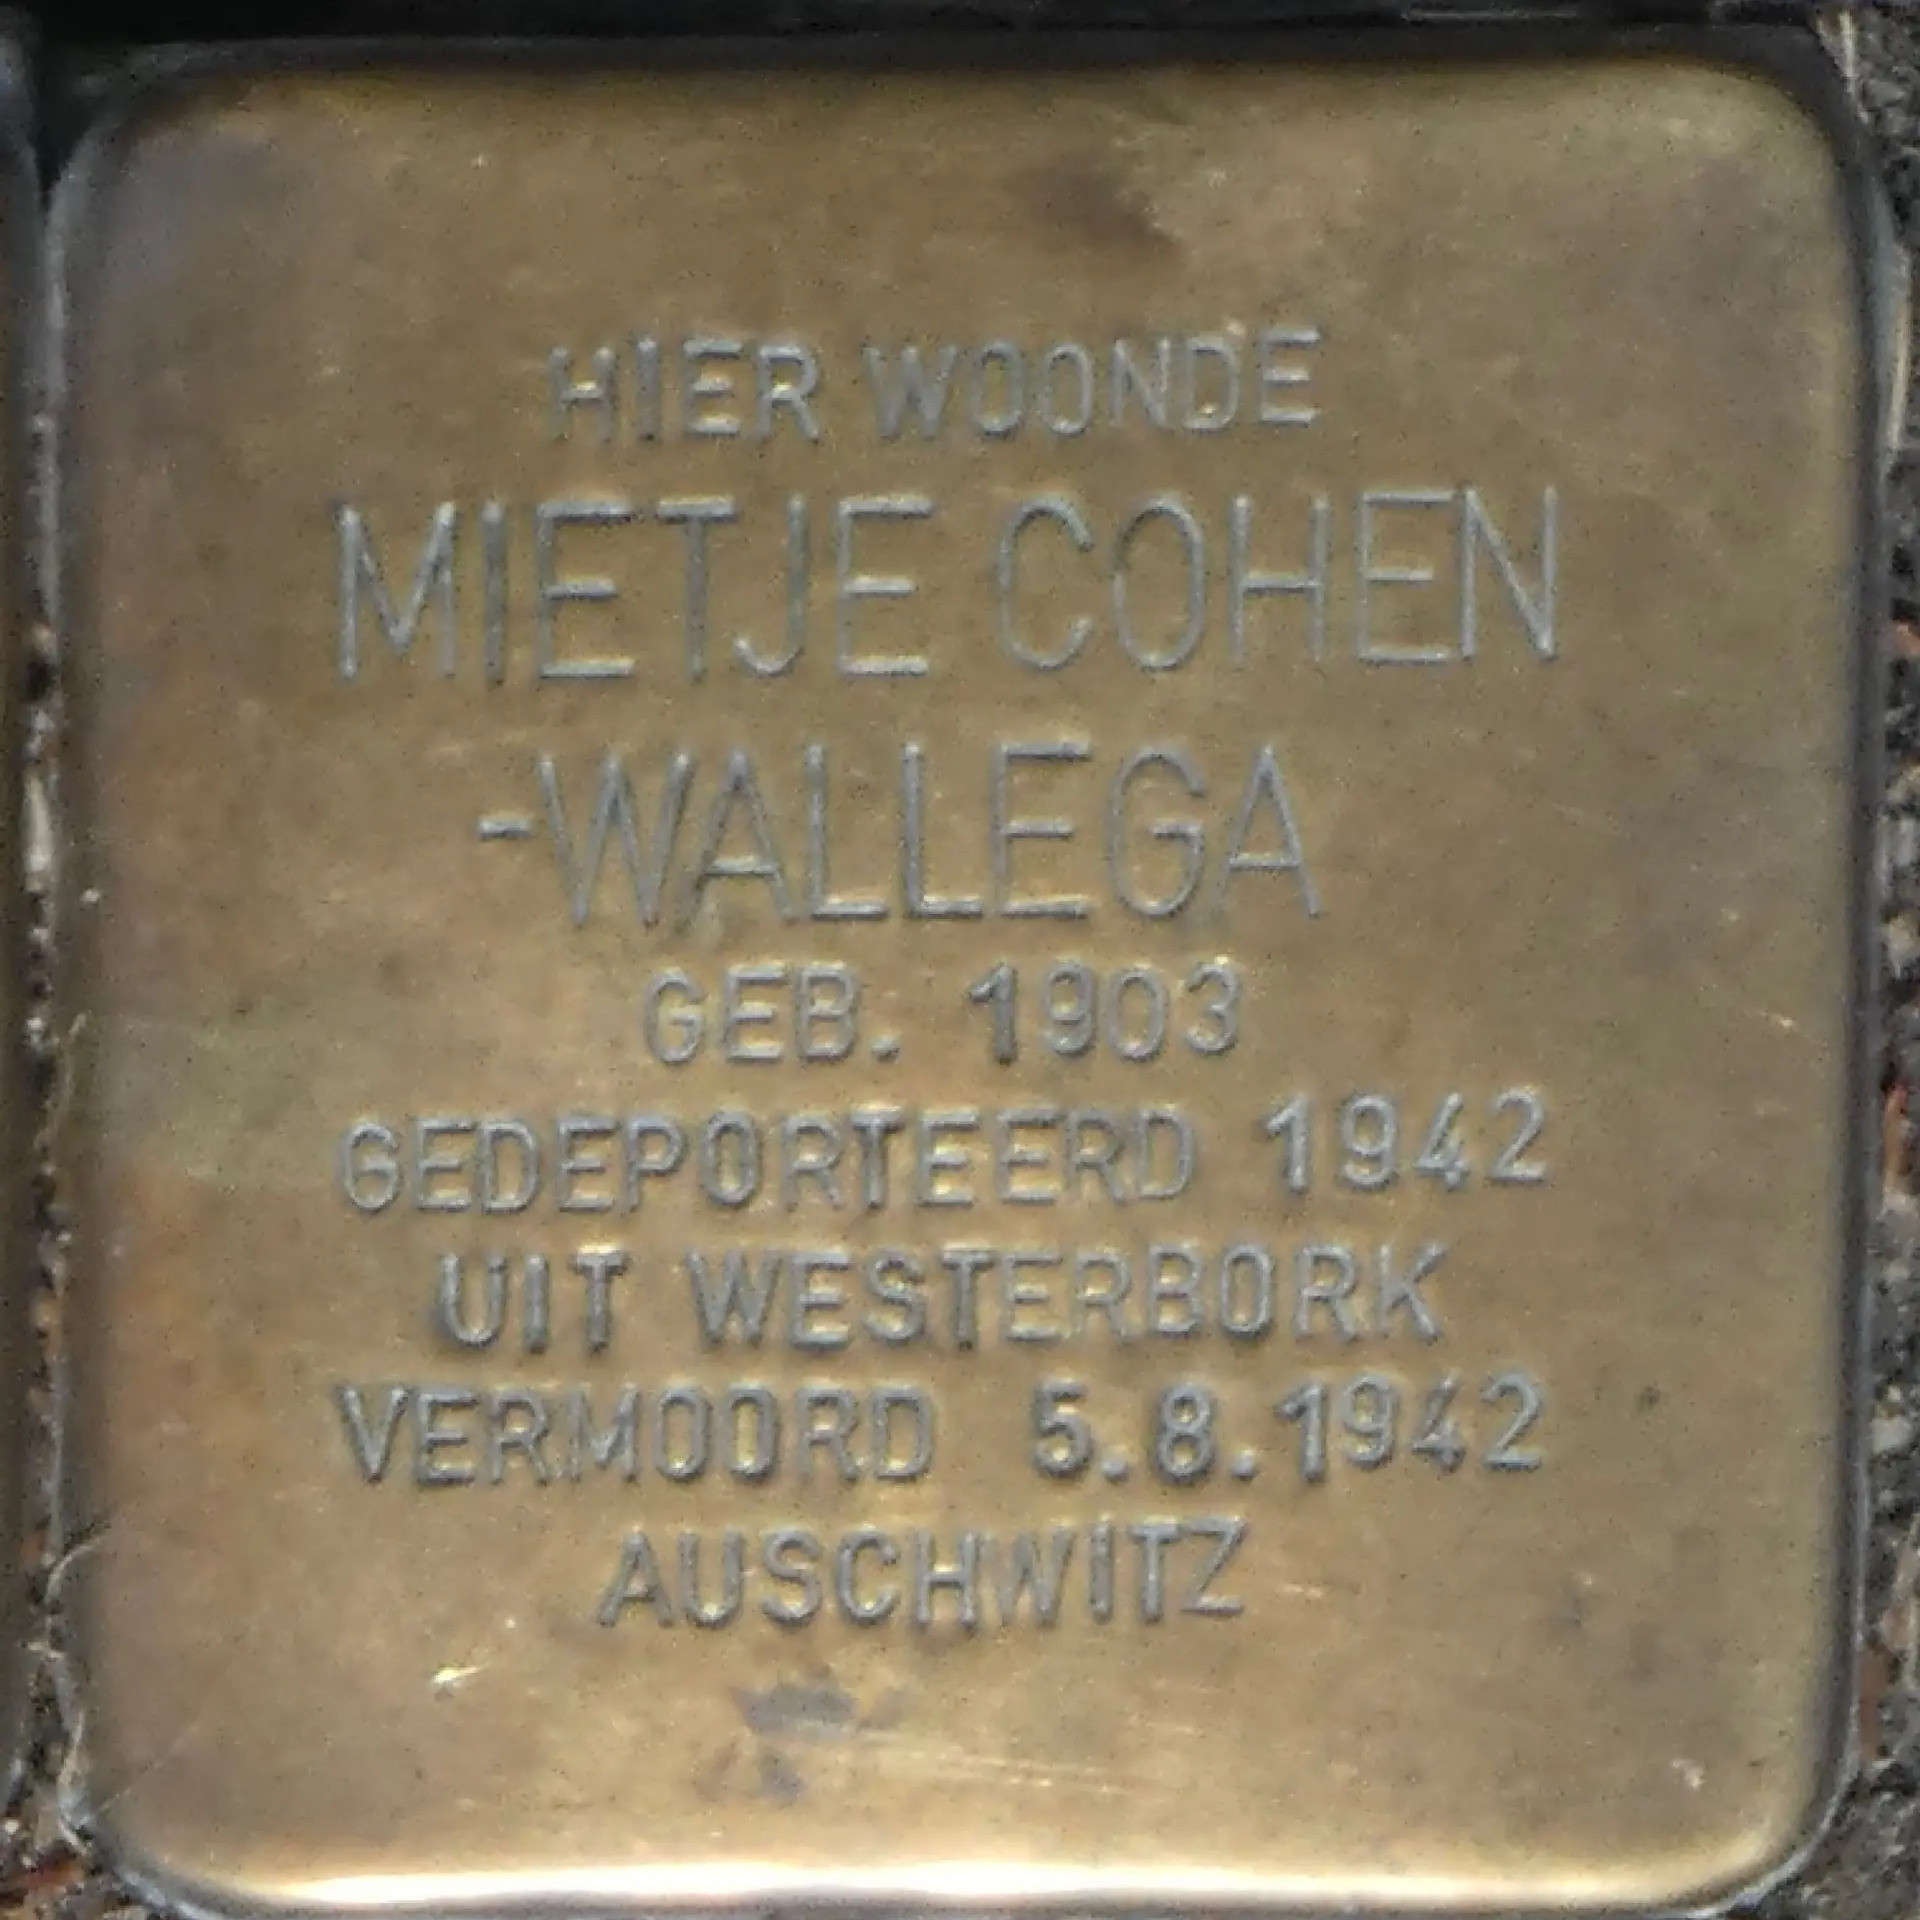 HIER WOONDE
MIETJE COHEN
-WALLEGA
GEB. 1903
GEDEPORTEERD 1942
UIT WESTERBORK
VERMOORD 5.8.1942
AUSCHWITZ